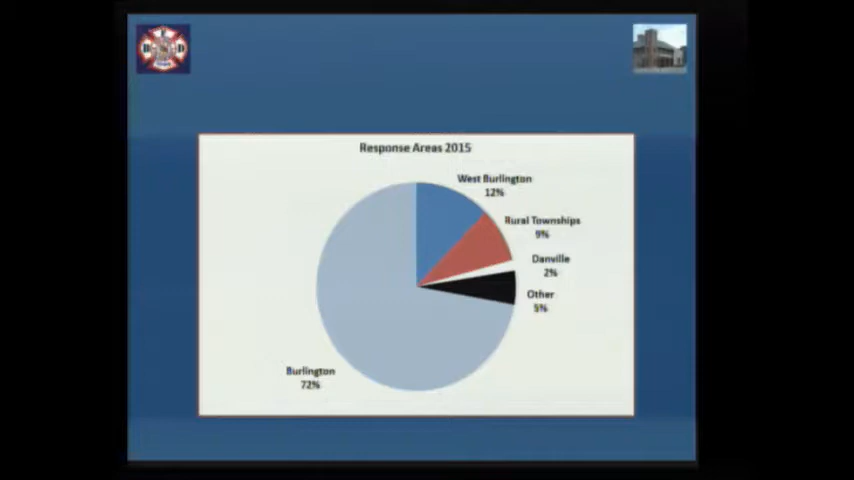 Response Areas 2015
West Burlington
12%
Rural Townships
9%
Danville
2%
Other
5%
Burlington
72%